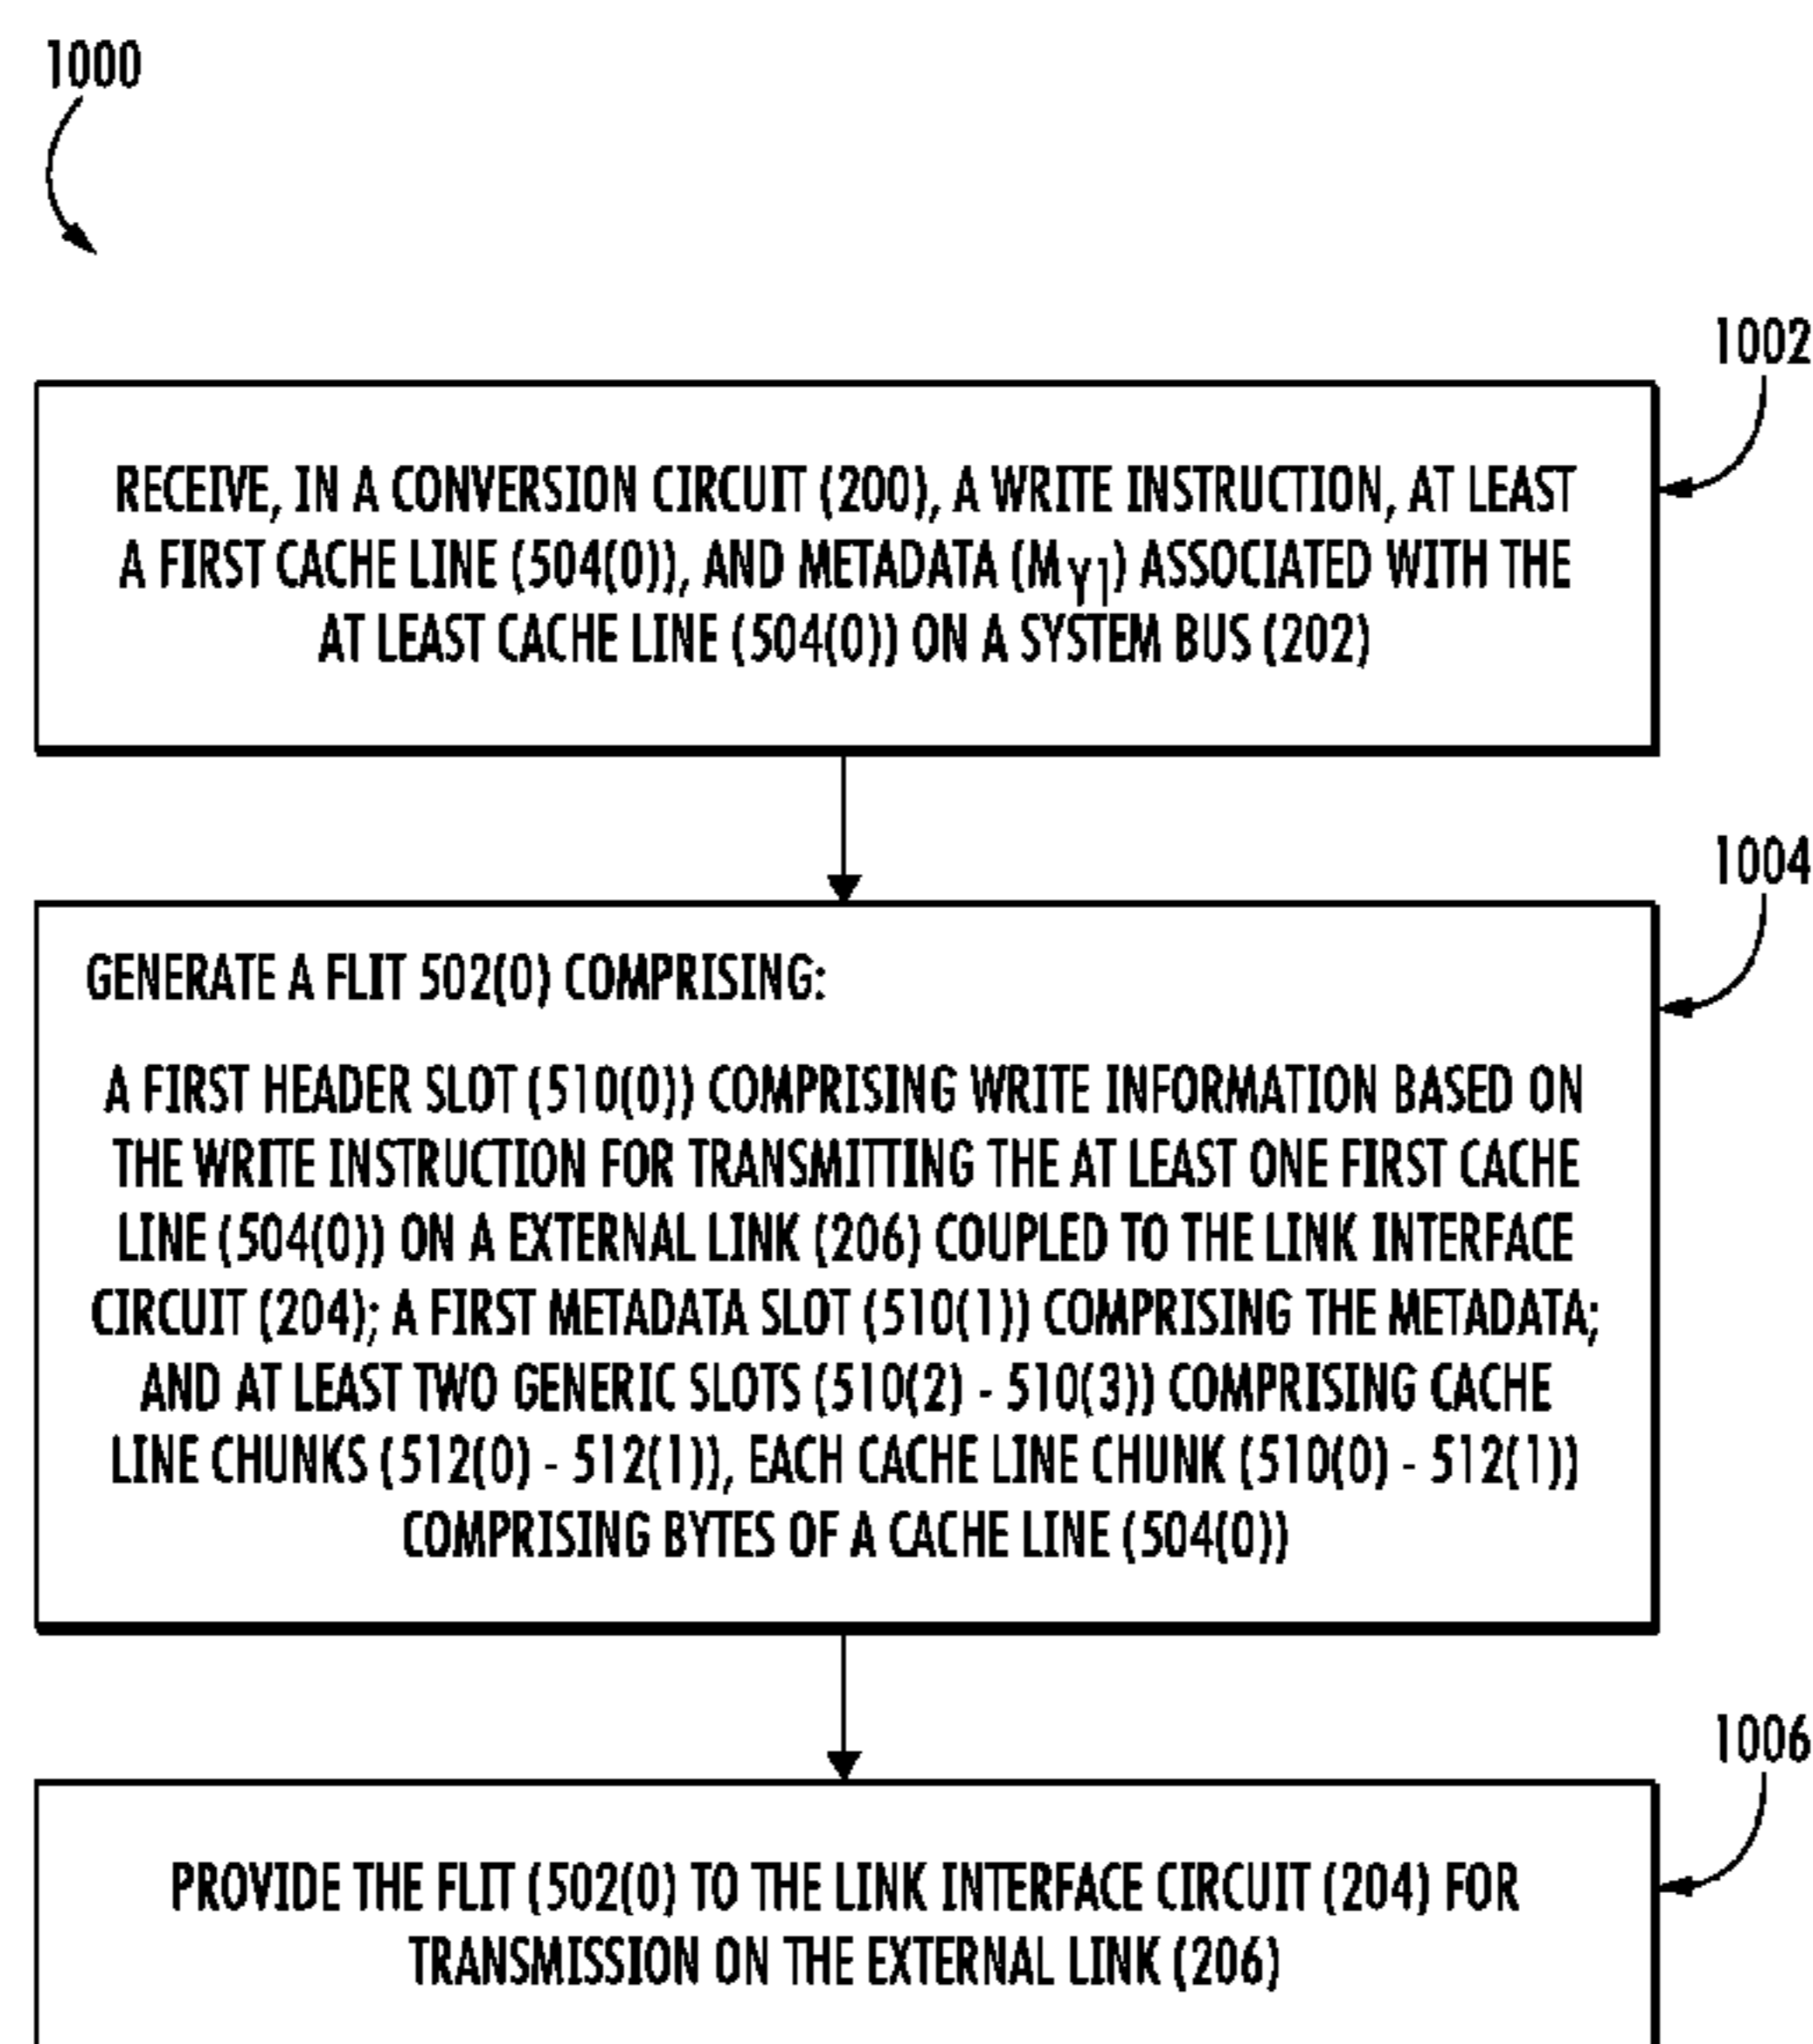 1000
1002
RECEIVE, IN A CONVERSION CIRCUIT (200), A WRITE INSTRUCTION, AT LEAST
A FIRST CACHE LINE (504(0)), AND METADATA (MY1) ASSOCIATED WITH THE
AT LEAST CACHE LINE (504(0)) ON A SYSTEM BUS (202)
1004
GENERATE A FLIT 502(0) COMPRISING:
A FIRST HEADER SLOT (510(0)) COMPRISING WRITE INFORMATION BASED ON
THE WRITE INSTRUCTION FOR TRANSMITTING THE AT LEAST ONE FIRST CACHE
LINE (504(0)) ON A EXTERNAL LINK (206) COUPLED TO THE LINK INTERFACE
CIRCUIT (204); A FIRST METADATA SLOT (510(1)) COMPRISING THE METADATA;
AND AT LEAST TWO GENERIC SLOTS (510(2) - 510(3)) COMPRISING CACHE
LINE CHUNKS (512(0) - 512(1)), EACH CACHE LINE CHUNK (510(0) - 512(1))
COMPRISING BYTES OF A CACHE LINE (504(0))
1006
PROVIDE THE FLIT (502(0) TO THE LINK INTERFACE CIRCUIT (204) FOR
TRANSMISSION ON THE EXTERNAL LINK (206)